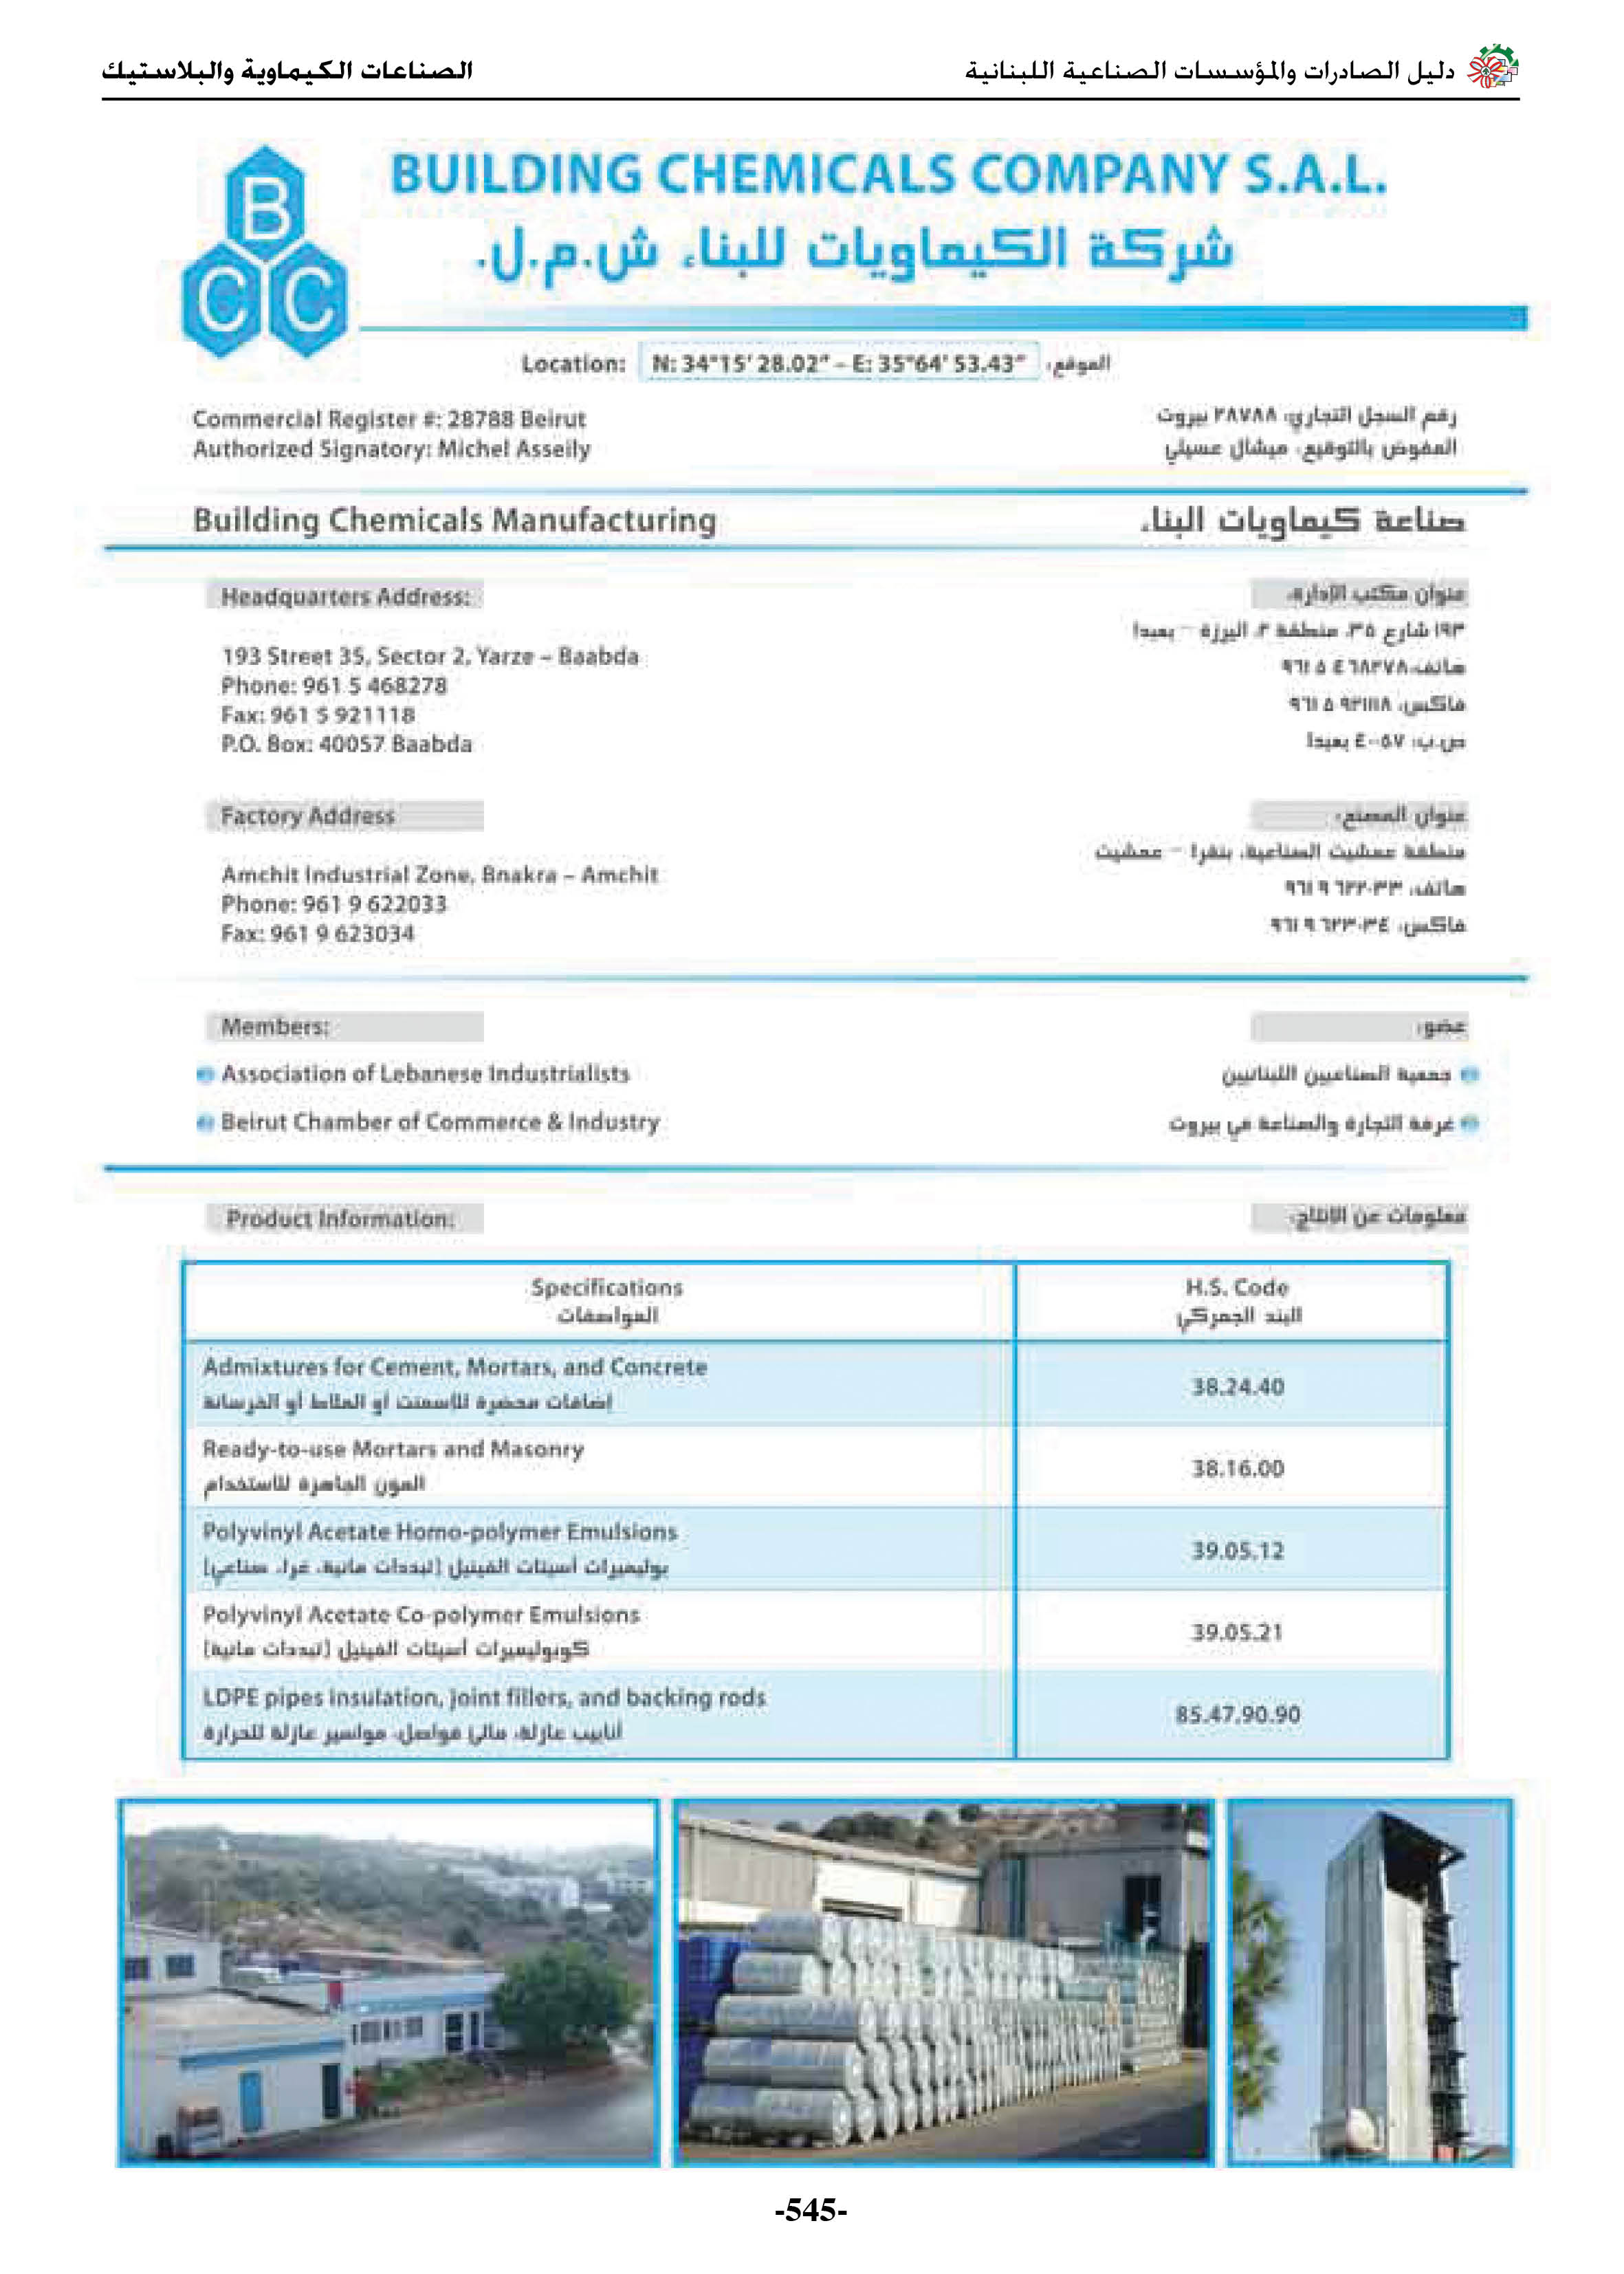 دليل الصادرات والمؤسسات الصناعية اللبنانية
الصناعات الكيماوية والبلاستيك
B
C C
BUILDING CHEMICALS COMPANY S.A.L.
شركة الكيماويات للبناء ش.م.ل.
Location: N: 34°15' 28.02" – E: 35°64' 53.43" الموقع:
Commercial Register #: 28788 Beirut
رقم السجل التجاري: ٢٨٧٨٨ بيروت
Authorized Signatory: Michel Asseily
المفوض بالتوقيع: ميشال عسيلي
Building Chemicals Manufacturing
صناعة كيماويات البناء
Headquarters Address:
193 Street 35, Sector 2, Yarze – Baabda
Phone: 961 5 468278
Fax: 961 5 921118
P.O. Box: 40057 Baabda
عنوان مكتب الإدارة:
١٩٣ شارع ٣٥، منطقة ٢، اليرزة – بعبدا
هاتف: ٤٦٨٢٧٨ ٥ ٩٦١
فاكس: ٩٢١١١٨ ٥ ٩٦١
ص.ب: ٤٠٠٥٧ بعبدا
Factory Address
Amchit Industrial Zone, Bnakra – Amchit
Phone: 961 9 622033
Fax: 961 9 623034
عنوان المصنع:
منطقة عمشيت الصناعية، بنقرا – عمشيت
هاتف: ٦٢٢٠٣٣ ٩ ٩٦١
فاكس: ٦٢٣٠٣٤ ٩ ٩٦١
Members:
عضو:
Association of Lebanese Industrialists
جمعية الصناعيين اللبنانيين
Beirut Chamber of Commerce & Industry
غرفة التجارة والصناعة في بيروت
Product Information:
معلومات عن الانتاج:
Specifications
المواصفات
H.S. Code
البند الجمركي
Admixtures for Cement, Mortars, and Concrete
إضافات محضرة للأسمنت أو الملاط أو الخرسانة
38.24.40
Ready-to-use Mortars and Masonry
المون الجاهزة للاستخدام
38.16.00
Polyvinyl Acetate Homo-polymer Emulsions
بوليميرات أسيتات الفينيل (تبددات مائية، غراء صناعي)
39.05.12
Polyvinyl Acetate Co-polymer Emulsions
كوبوليميرات أسيتات الفينيل (تبددات مائية)
39.05.21
LDPE pipes insulation, joint fillers, and backing rods
أنابيب عازلة، مالئ فواصل، مواسير عازلة للحرارة
85.47.90.90
-545-